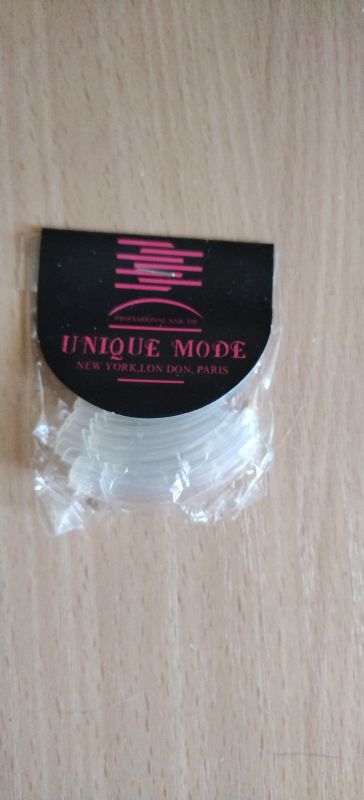 PROFESSIONAL NAIL TIP
UNIQUE MODE
NEW YORK,LON DON, PARIS